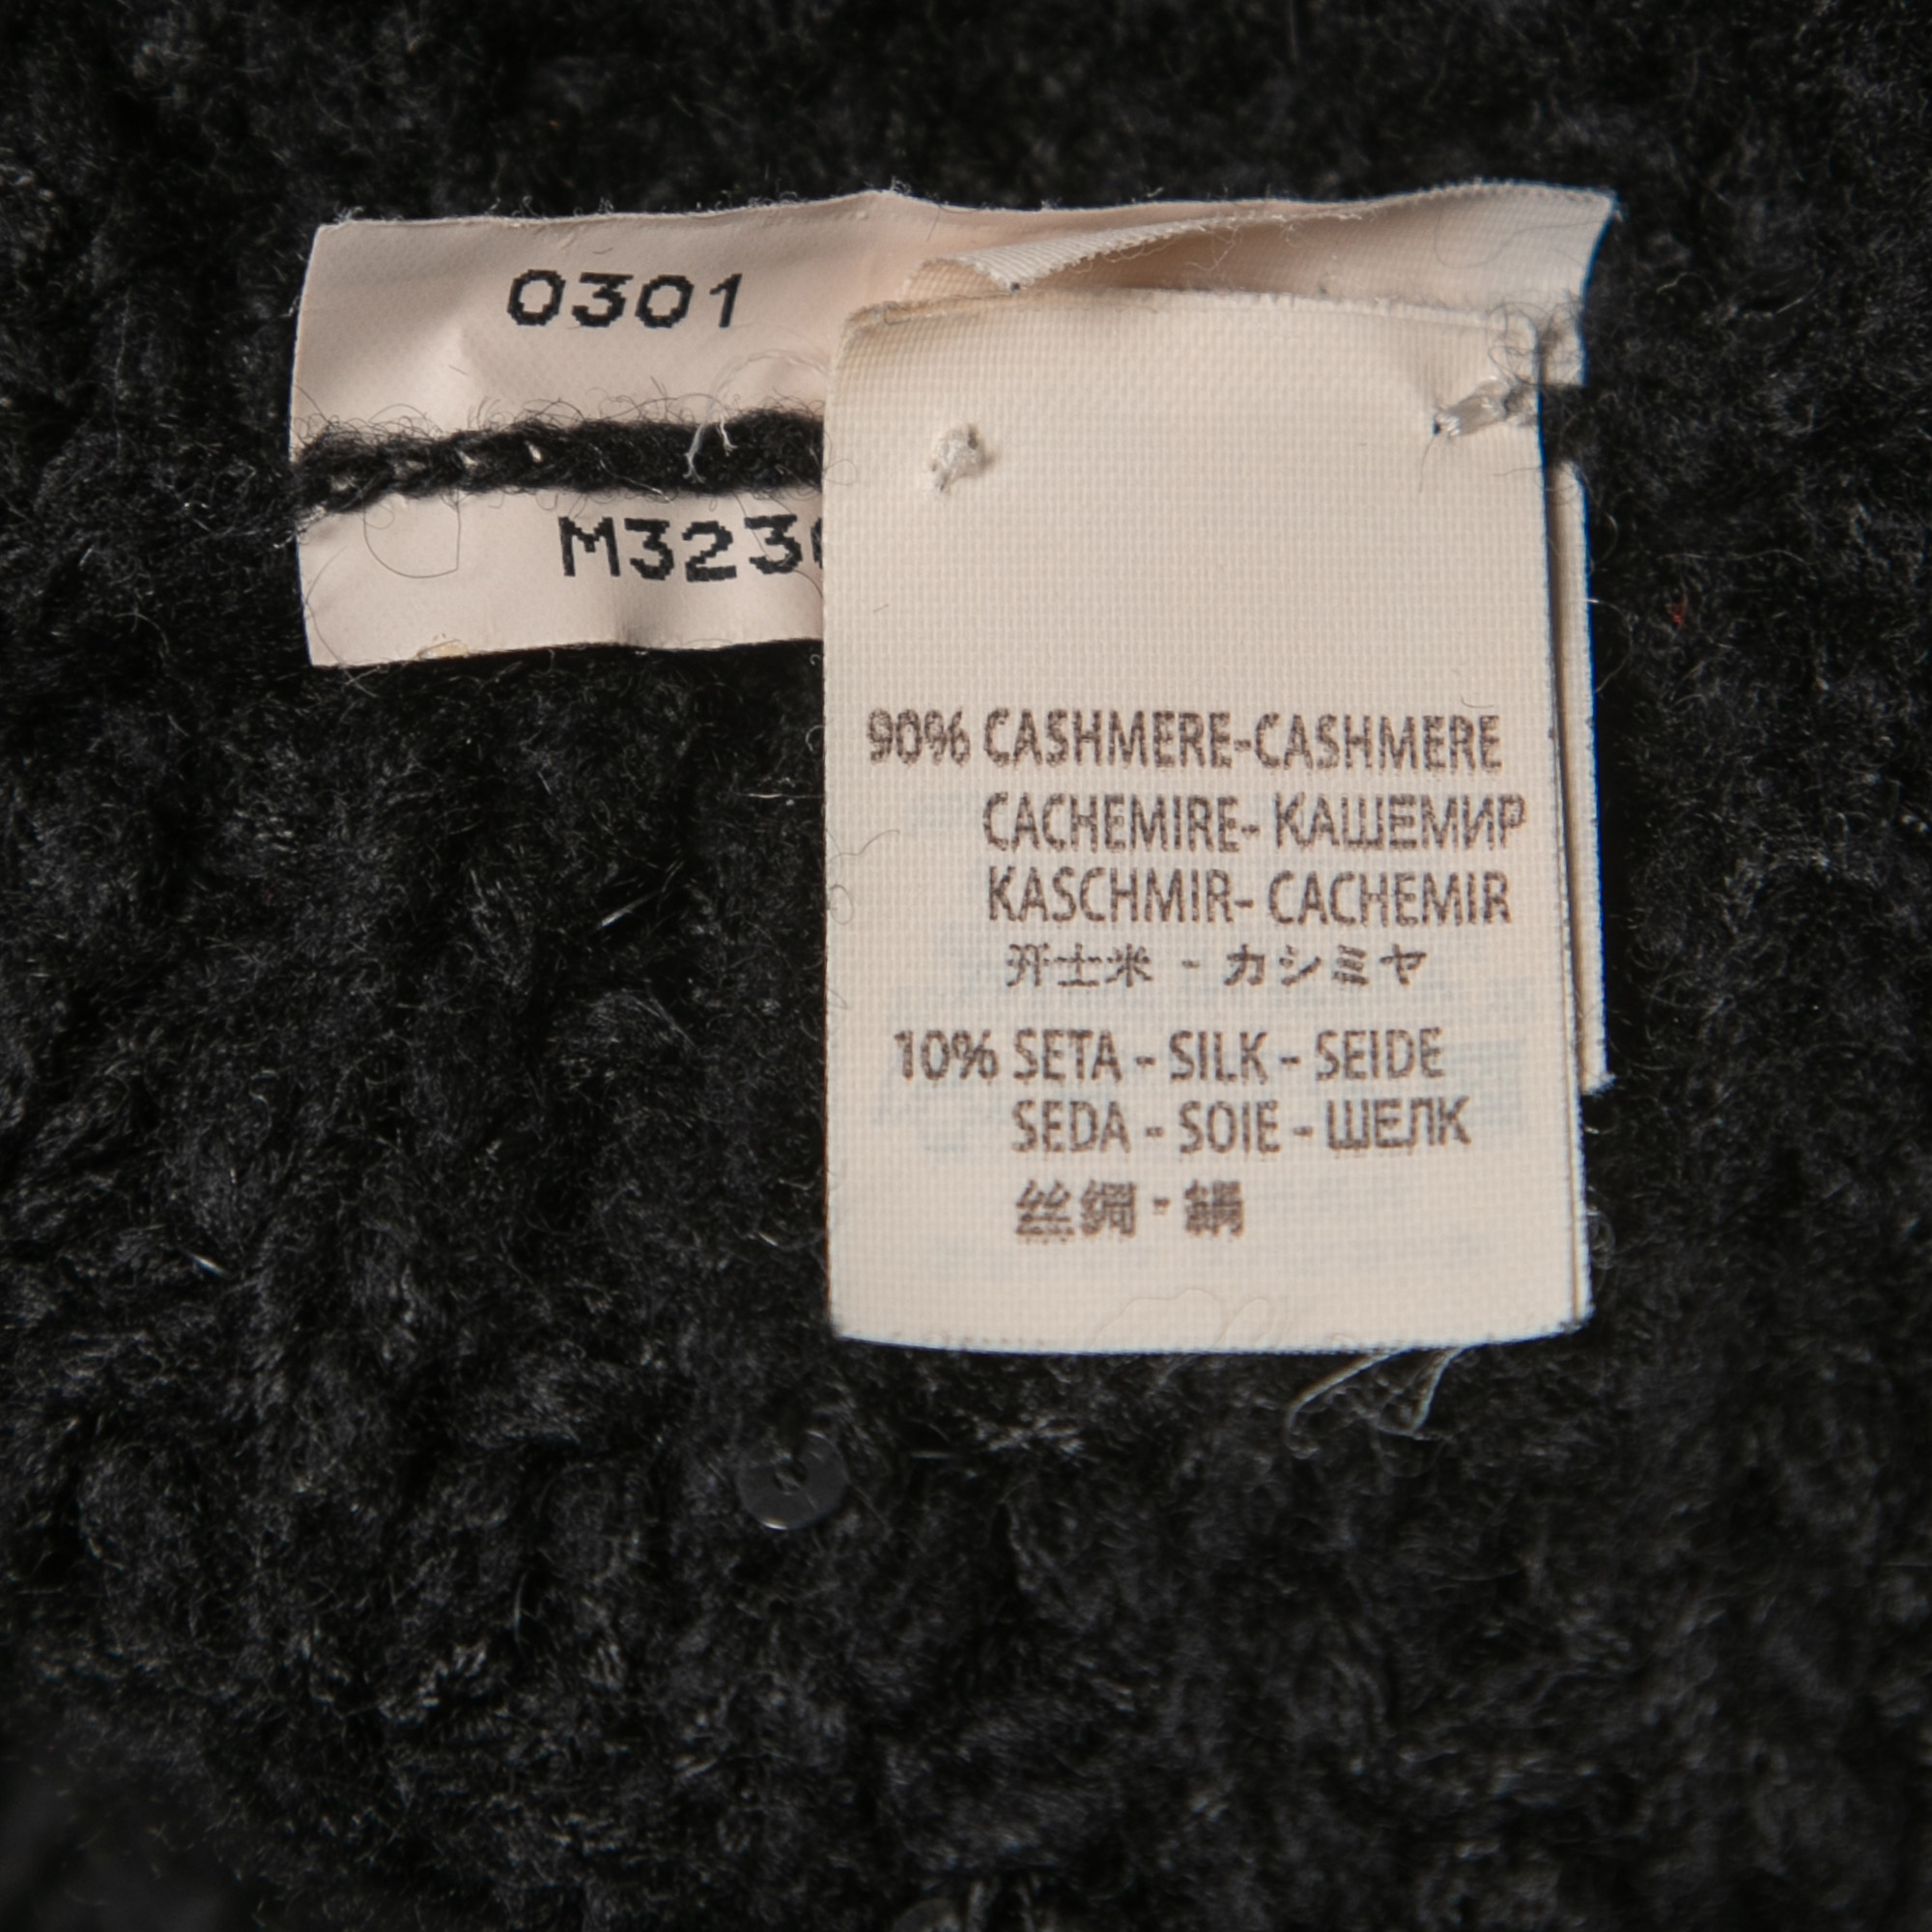 0301
M323
90% CASHMERE-CASHMERE
CACHEMIRE- КАШЕМИР
KASCHMIR- CACHEMIR
开士米 - カシミヤ
10% SETA - SILK - SEIDE
SEDA - SOIE - ШЕЛК
丝绸 - 絹